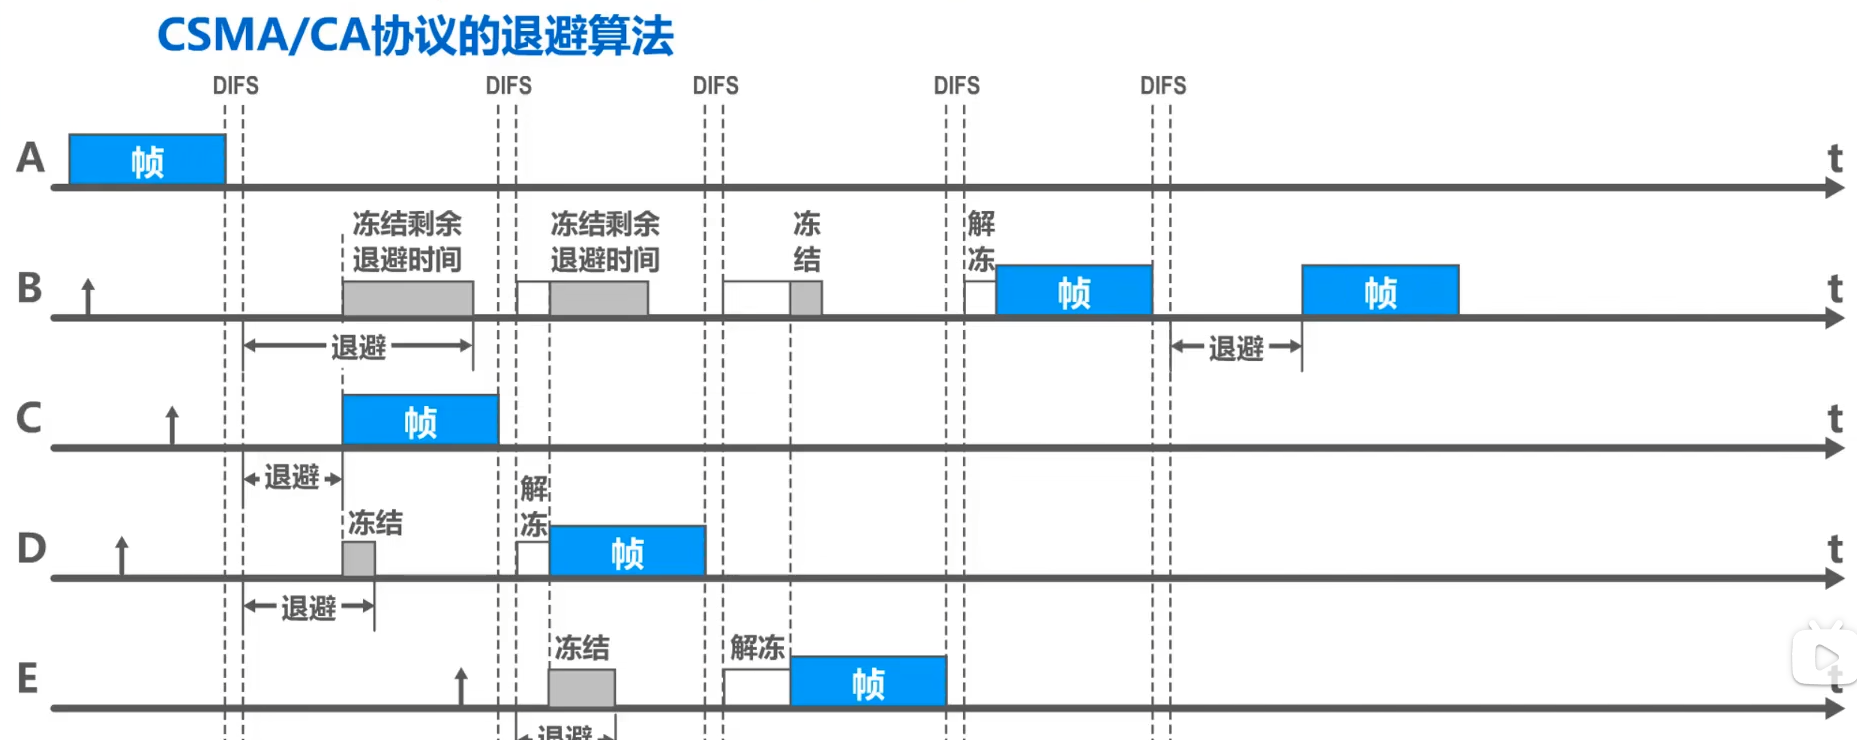 CSMA/CA协议的退避算法
DIFS DIFS DIFS DIFS DIFS
A 帧 t
冻结剩余 冻结剩余 冻 解
退避时间 退避时间 结 冻
B 帧 帧 t
退避 退避
C 帧 t
退避 解
冻结 冻
D 帧 t
退避
冻结 解冻
E 帧 t
退避